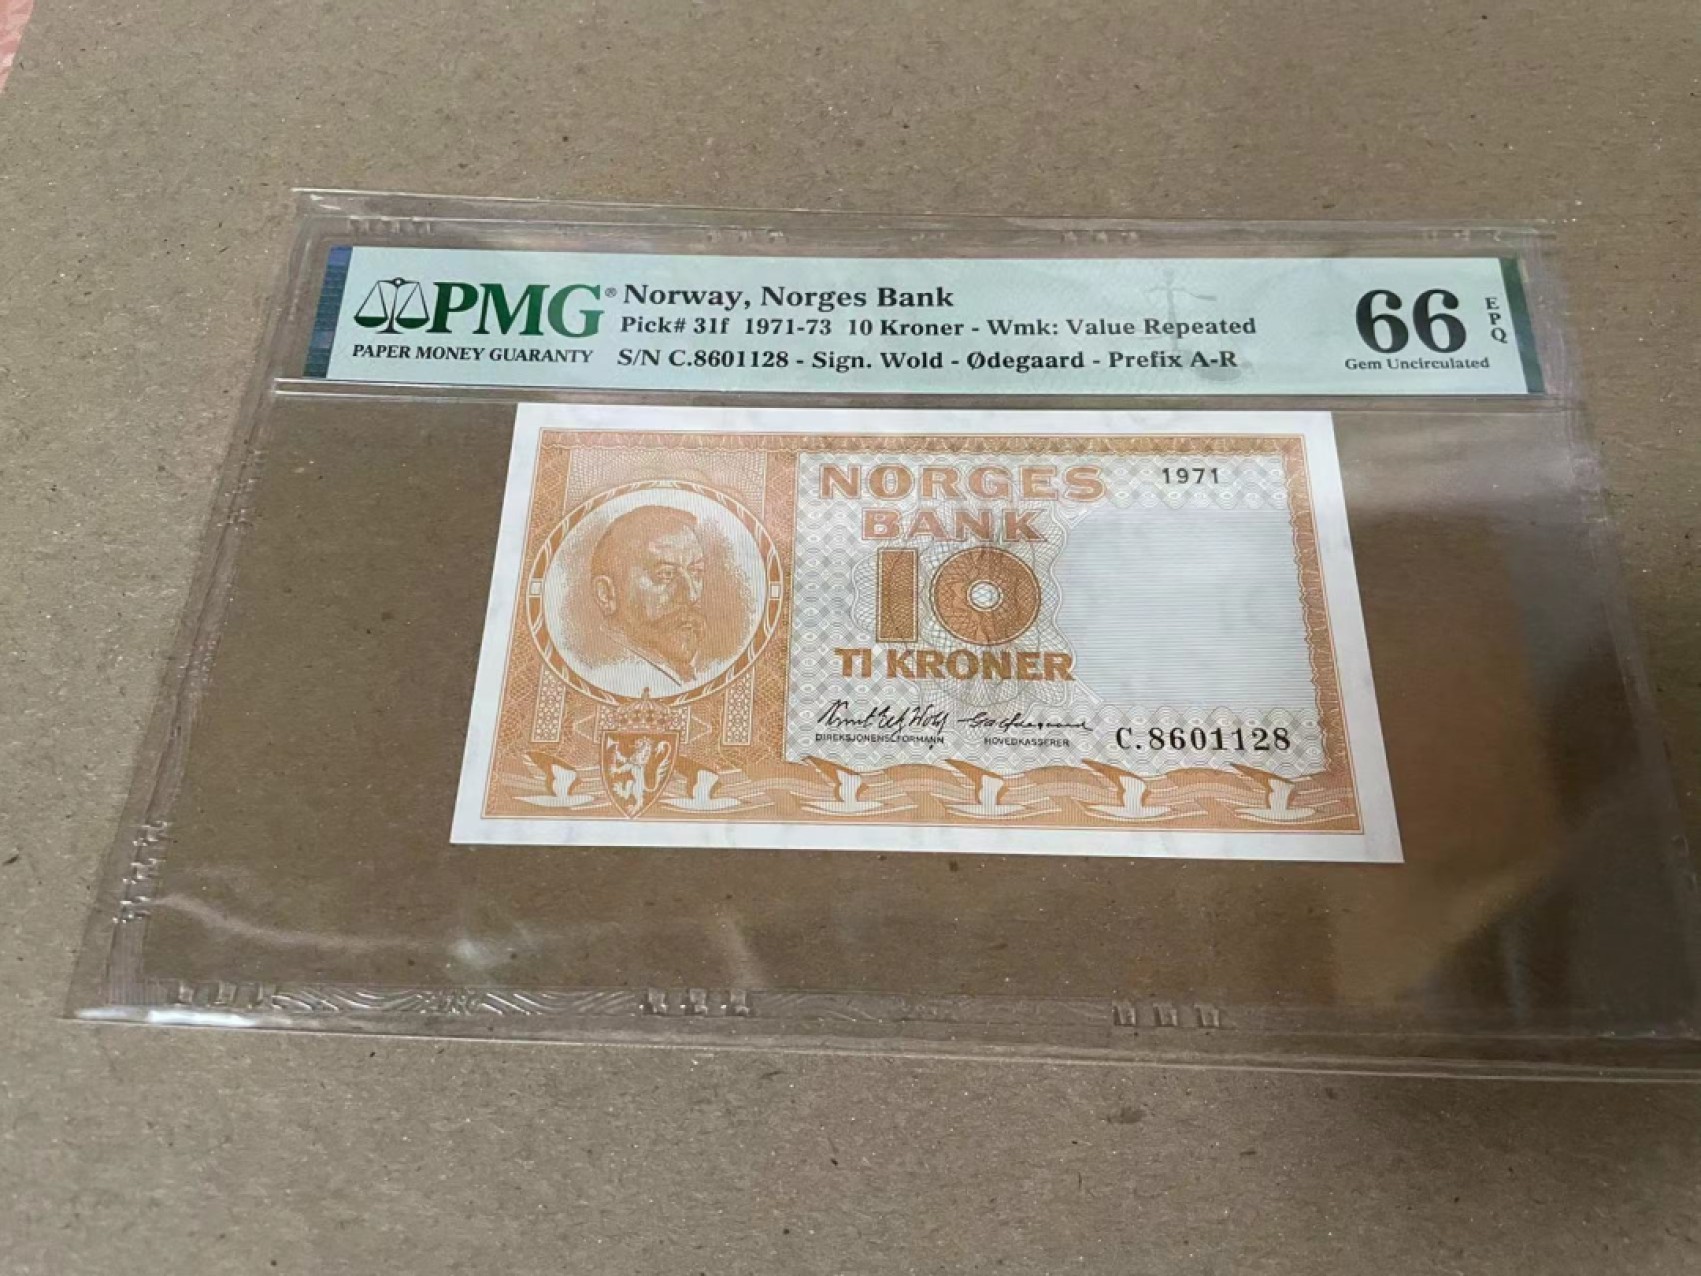 PMG®
PAPER MONEY GUARANTY
Norway, Norges Bank
Pick# 31f 1971-73 10 Kroner - Wmk: Value Repeated
S/N C.8601128 - Sign. Wold - Ødegaard - Prefix A-R
66
EPQ
Gem Uncirculated
NORGES
BANK
1971
10
TI KRONER
DIREKSJONENS FORMANN
HOVEDKASSERER
C.8601128